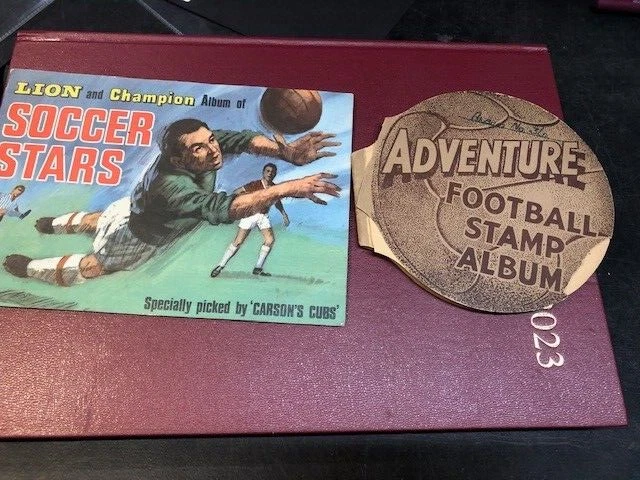 LION and Champion Album of
SOCCER
STARS
Specially picked by 'CARSON'S CUBS'
ADVENTURE
FOOTBALL
STAMP
ALBUM
2023